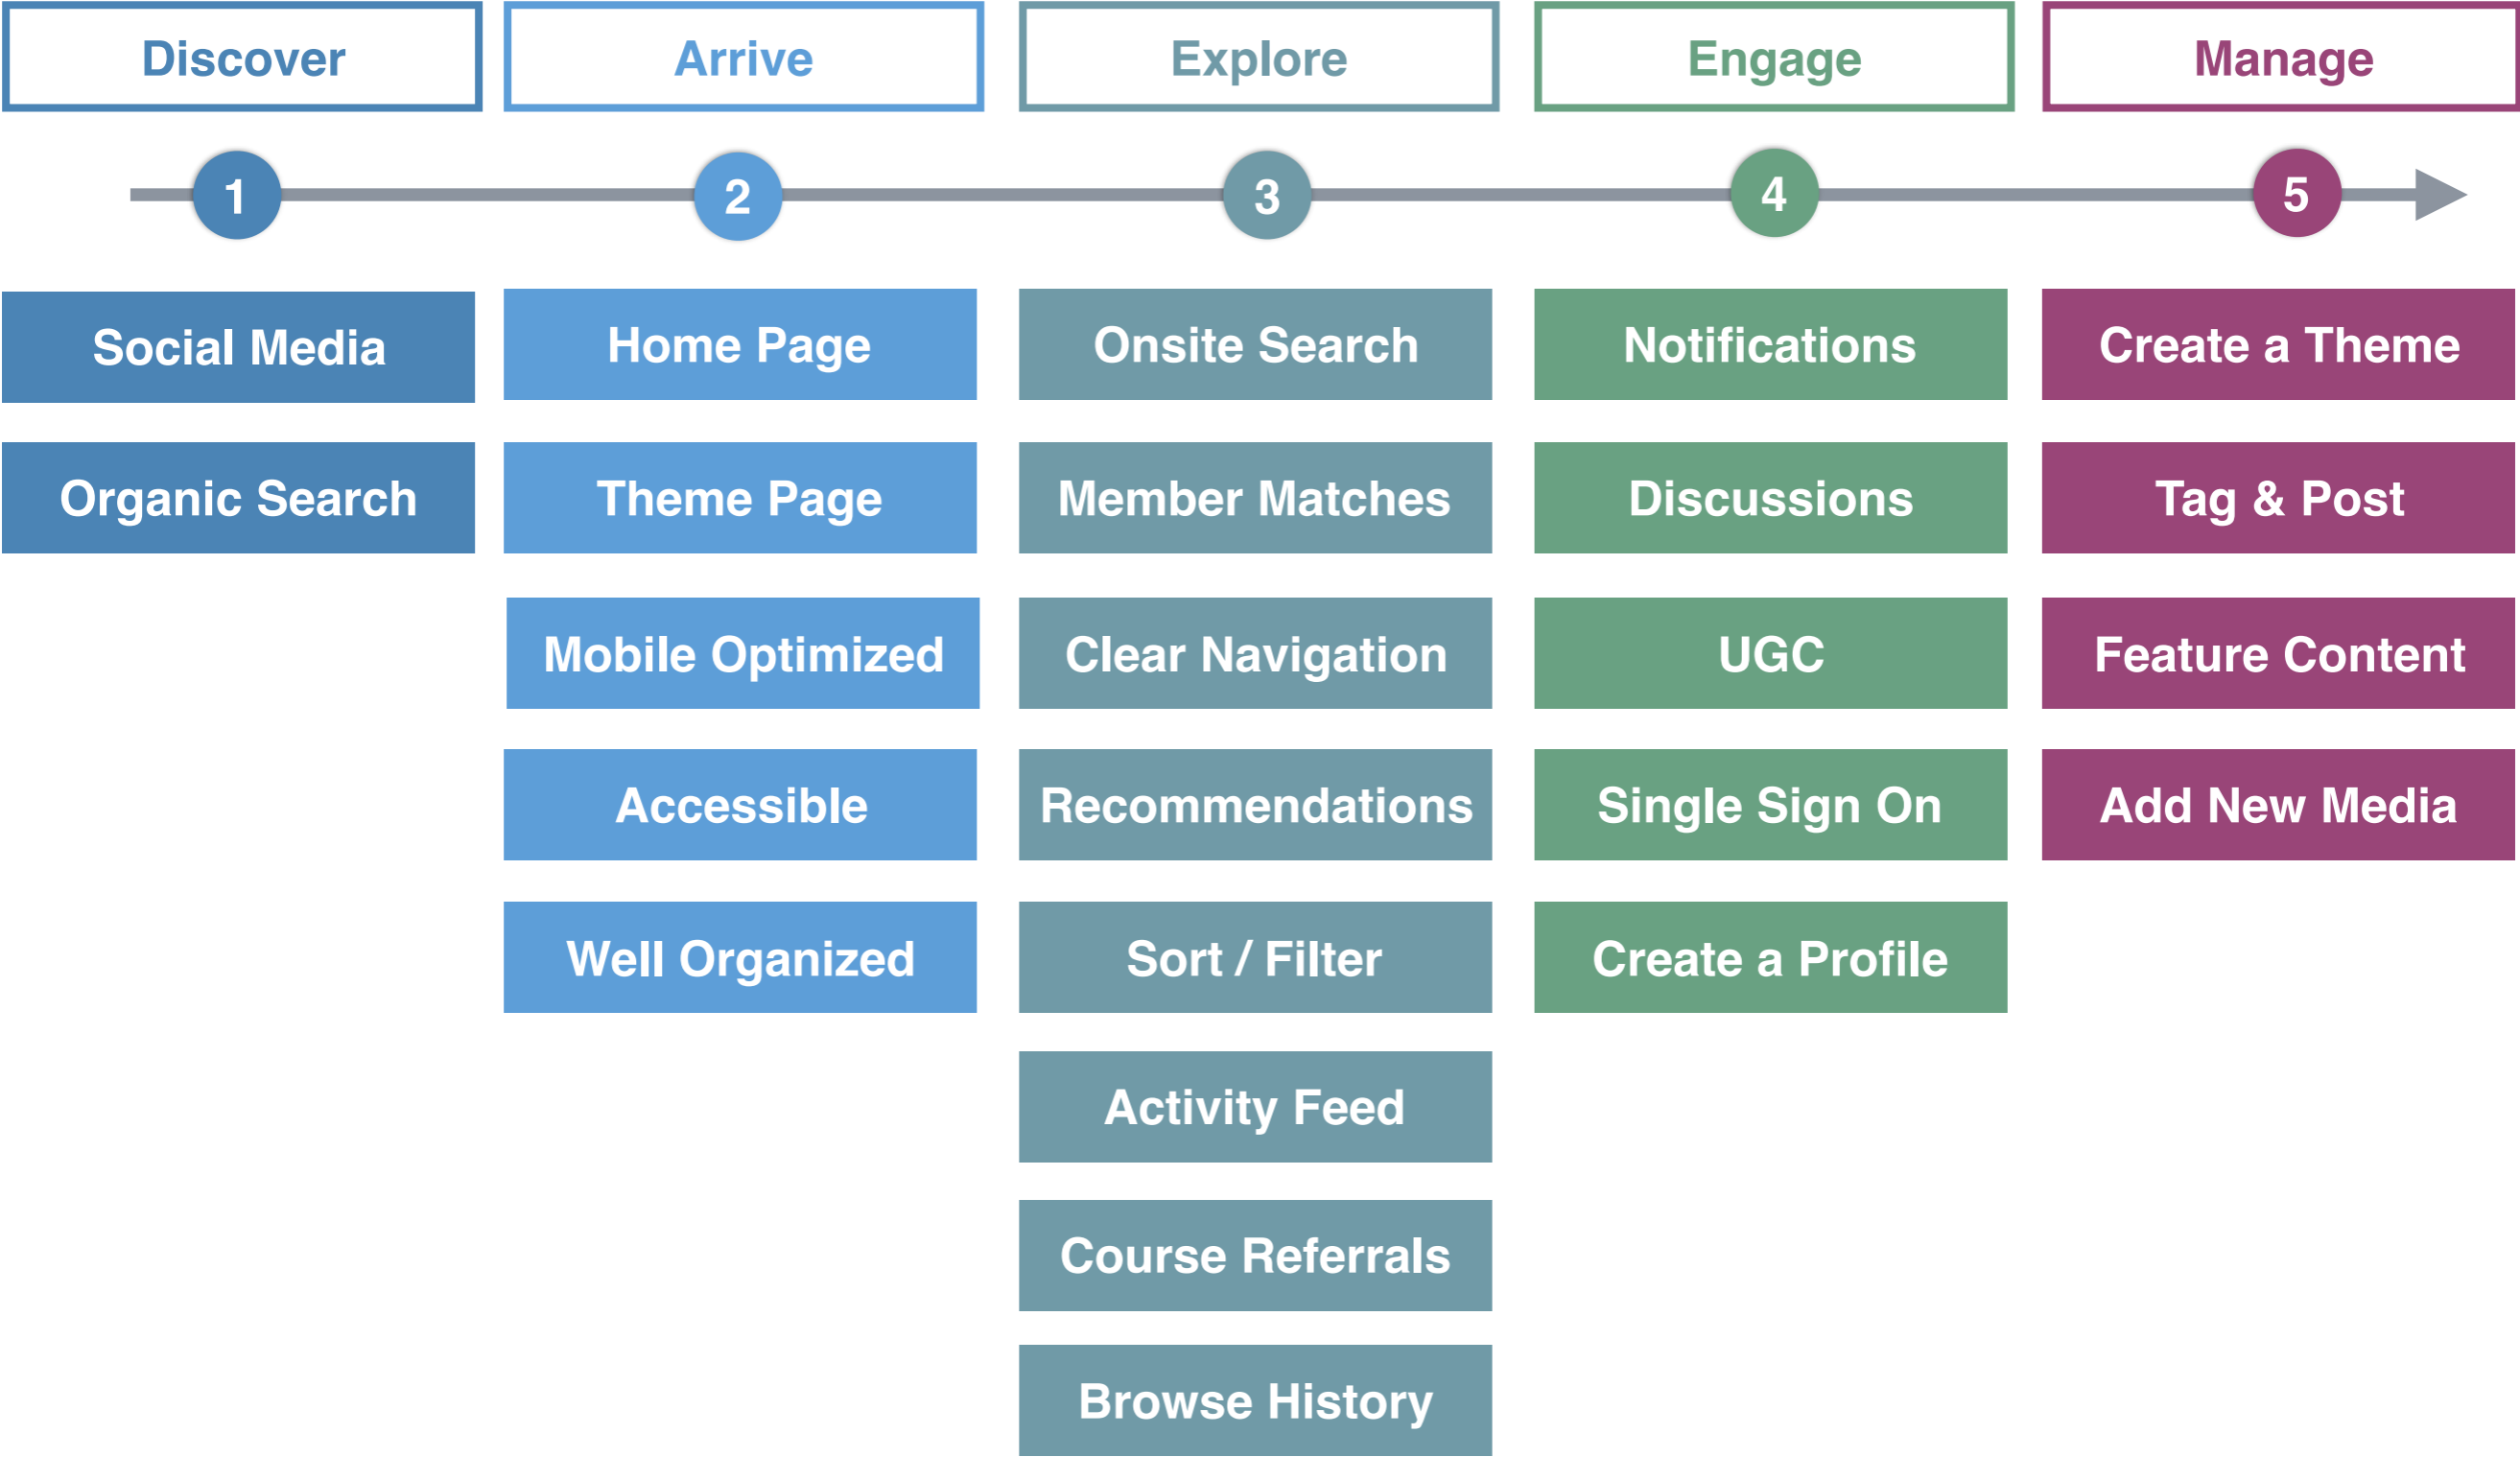 Discover
Arrive
Explore
Engage
Manage
1
2
3
4
5
Social Media
Organic Search
Home Page
Theme Page
Mobile Optimized
Accessible
Well Organized
Onsite Search
Member Matches
Clear Navigation
Recommendations
Sort / Filter
Activity Feed
Course Referrals
Browse History
Notifications
Discussions
UGC
Single Sign On
Create a Profile
Create a Theme
Tag & Post
Feature Content
Add New Media